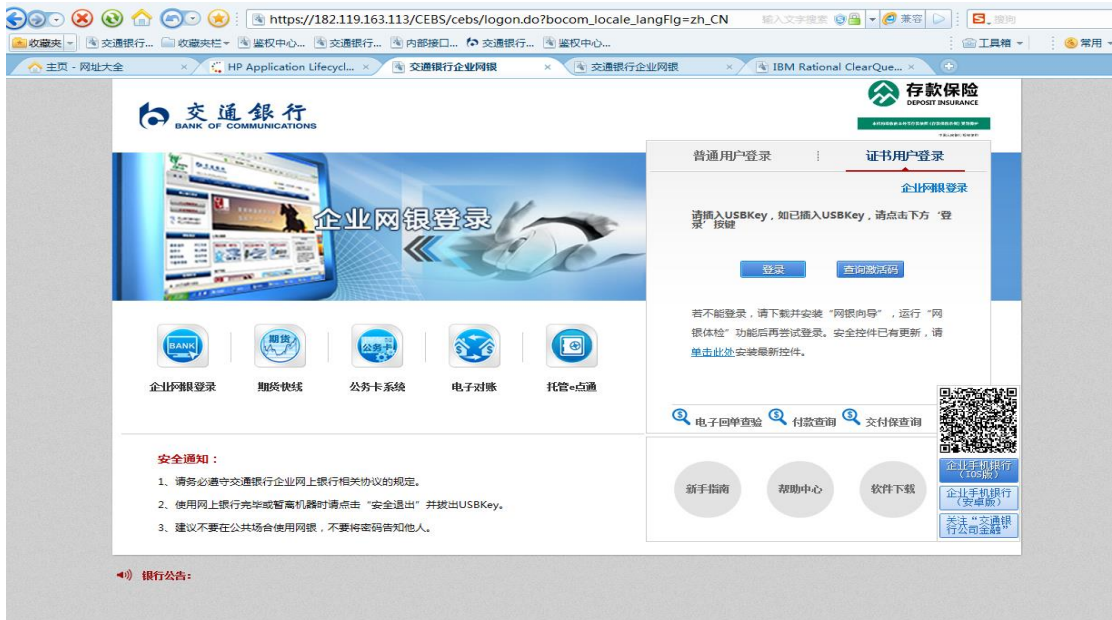 https://182.119.163.113/CEBS/cebs/logon.do?bocom_locale_langFlg=zh_CN
输入文字搜索
兼容
搜狗
收藏夹
交通银行...
收藏夹栏
鉴权中心...
交通银行...
内部接口...
交通银行...
鉴权中心...
工具箱
常用
主页 - 网址大全
HP Application Lifecycl...
交通银行企业网银
交通银行企业网银
IBM Rational ClearQue...
交通銀行
BANK OF COMMUNICATIONS
存款保险
DEPOSIT INSURANCE
普通用户登录
证书用户登录
企业网银登录
企业网银登录
请插入USBKey，如已插入USBKey，请点击下方“登
录”按键
登录
查询激活码
若不能登录，请下载并安装“网银向导”，运行“网
银体检”功能后再尝试登录。安全控件已有更新，请
单击此处安装最新控件。
BANK
期货
公务卡
企业网银登录
期货快线
公务卡系统
电子对账
托管e点通
电子回单查验
付款查询
交付保查询
安全通知：
1、请务必遵守交通银行企业网上银行相关协议的规定。
2、使用网上银行完毕或暂离机器时请点击“安全退出”并拔出USBKey。
3、建议不要在公共场合使用网银，不要将密码告知他人。
新手指南
帮助中心
软件下载
企业手机银行
（IOS版）
企业手机银行
（安卓版）
关注“交通银
行公司金融”
银行公告：